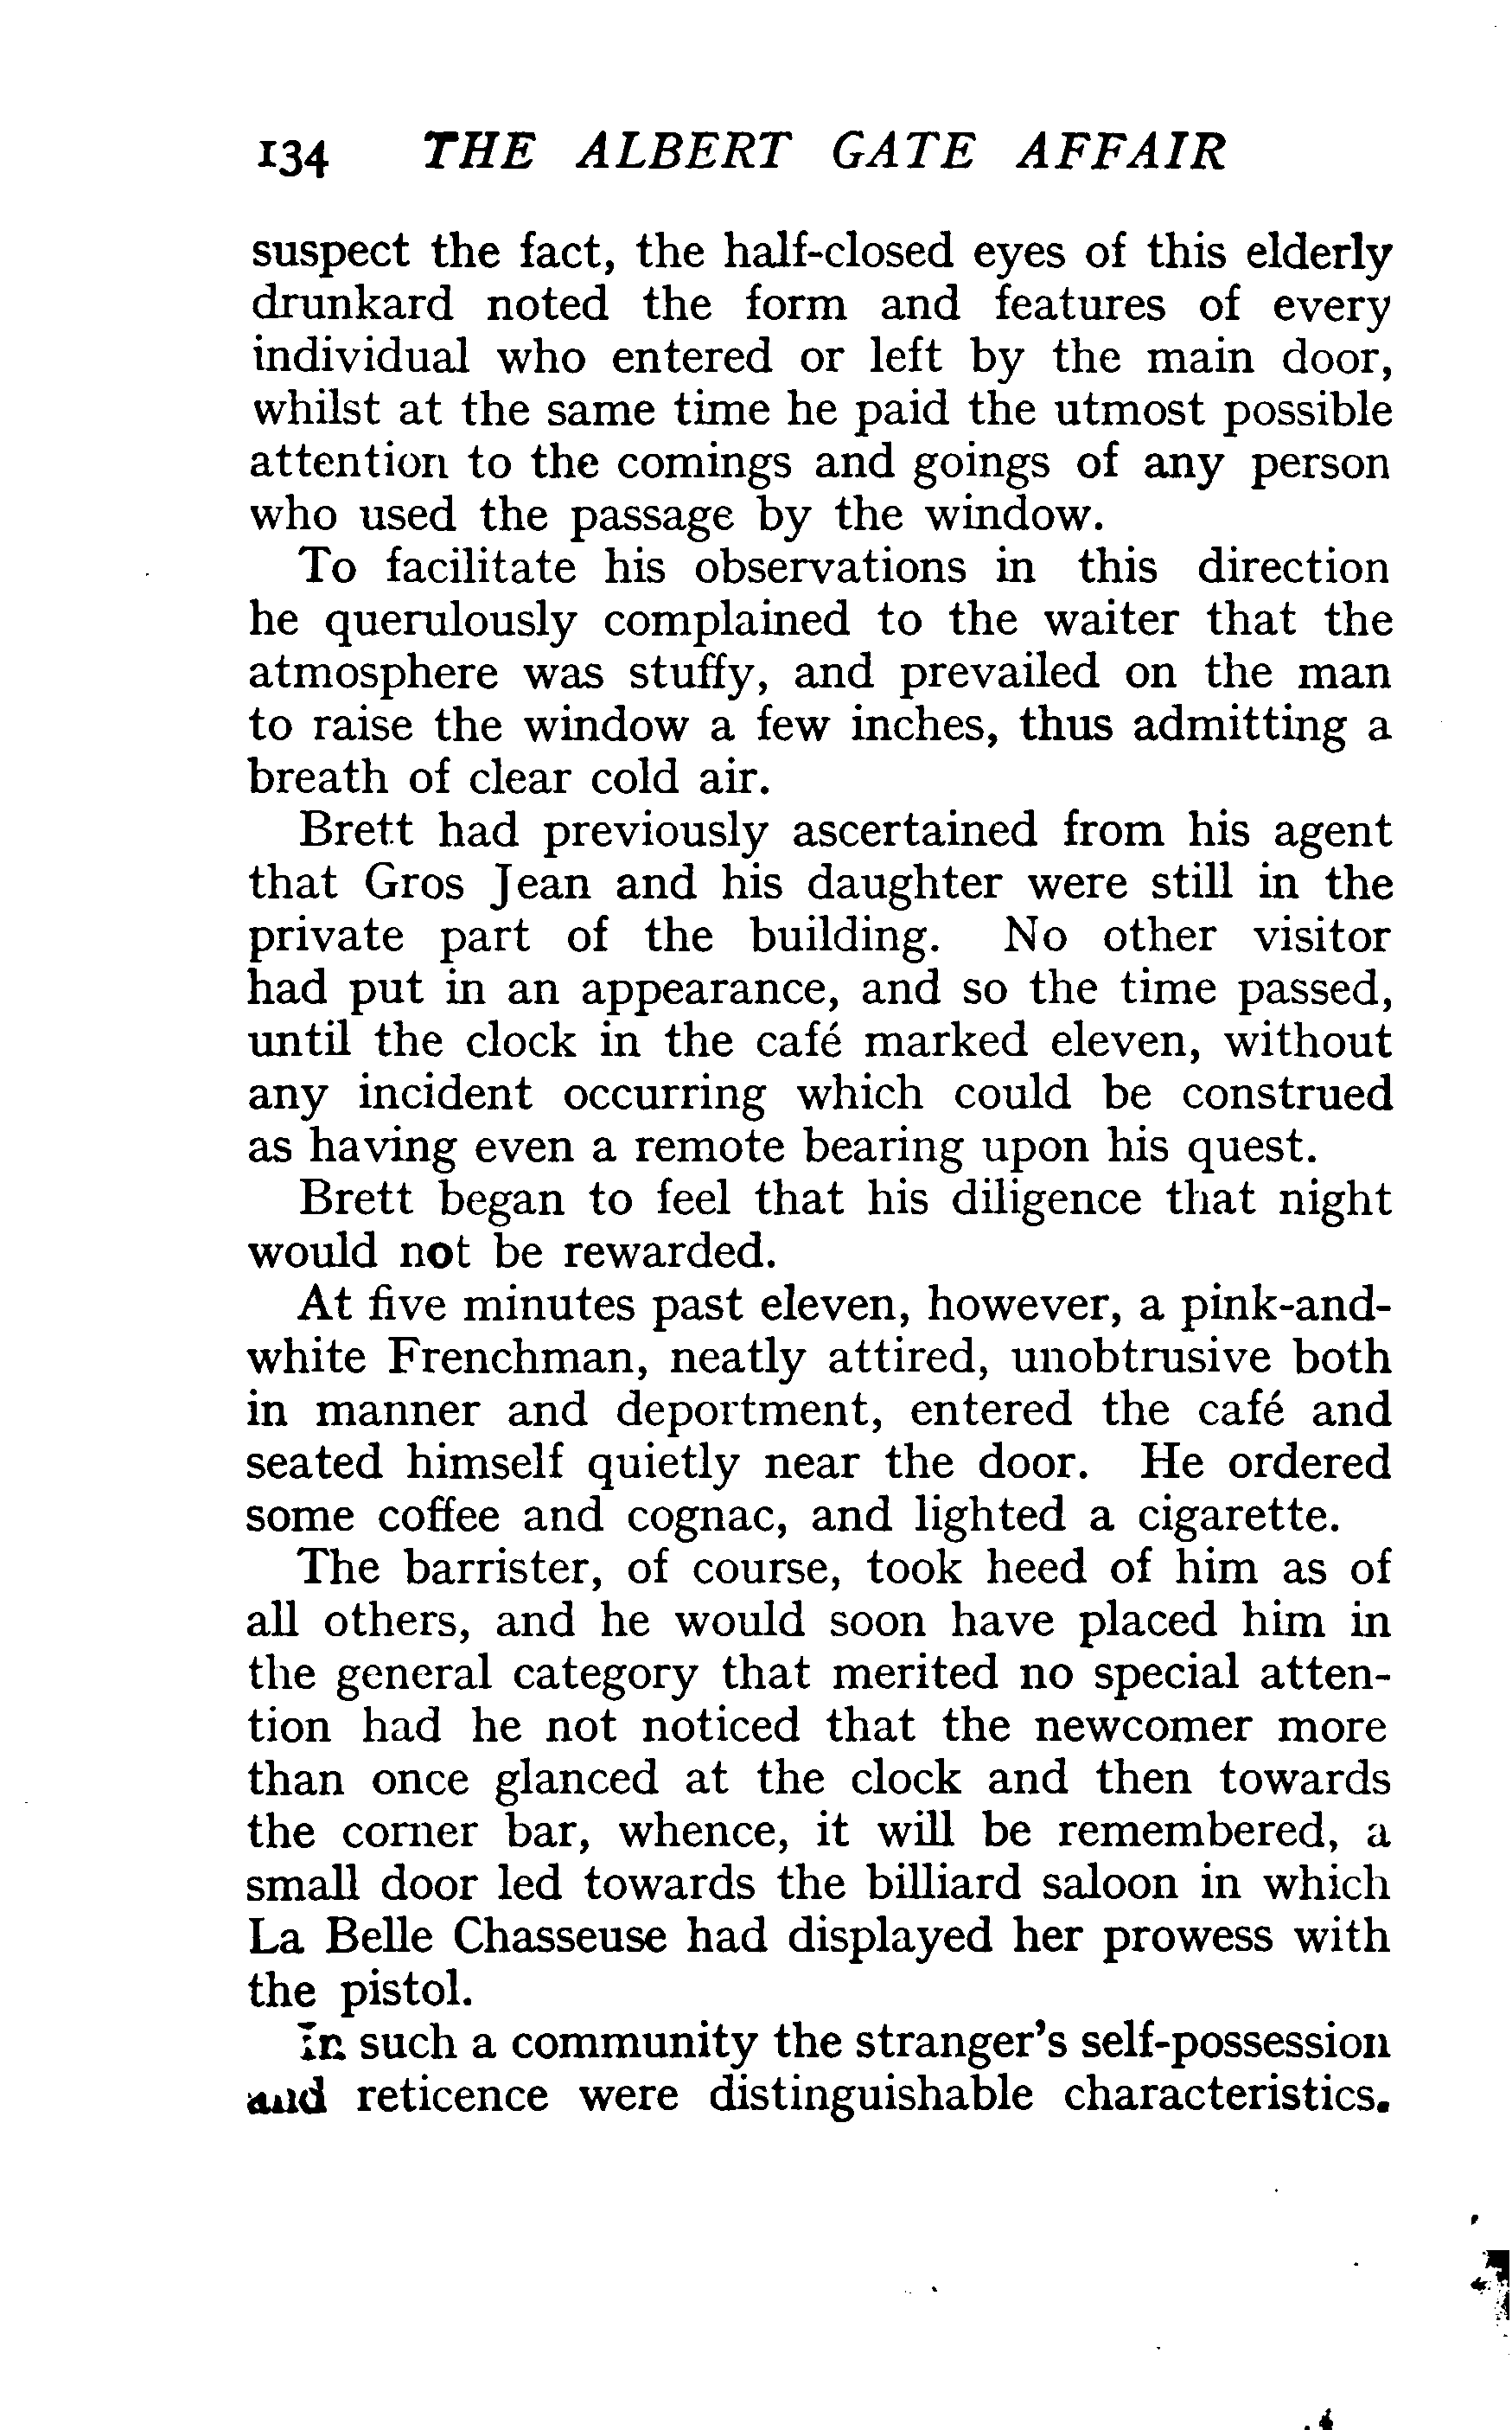 134 THE ALBERT GATE AFFAIR
suspect the fact, the half-closed eyes of this elderly
drunkard noted the form and features of every
individual who entered or left by the main door,
whilst at the same time he paid the utmost possible
attention to the comings and goings of any person
who used the passage by the window.
To facilitate his observations in this direction
he querulously complained to the waiter that the
atmosphere was stuffy, and prevailed on the man
to raise the window a few inches, thus admitting a
breath of clear cold air.
Brett had previously ascertained from his agent
that Gros Jean and his daughter were still in the
private part of the building. No other visitor
had put in an appearance, and so the time passed,
until the clock in the café marked eleven, without
any incident occurring which could be construed
as having even a remote bearing upon his quest.
Brett began to feel that his diligence that night
would not be rewarded.
At five minutes past eleven, however, a pink-and-
white Frenchman, neatly attired, unobtrusive both
in manner and deportment, entered the café and
seated himself quietly near the door. He ordered
some coffee and cognac, and lighted a cigarette.
The barrister, of course, took heed of him as of
all others, and he would soon have placed him in
the general category that merited no special atten-
tion had he not noticed that the newcomer more
than once glanced at the clock and then towards
the corner bar, whence, it will be remembered, a
small door led towards the billiard saloon in which
La Belle Chasseuse had displayed her prowess with
the pistol.
In such a community the stranger's self-possession
and reticence were distinguishable characteristics.